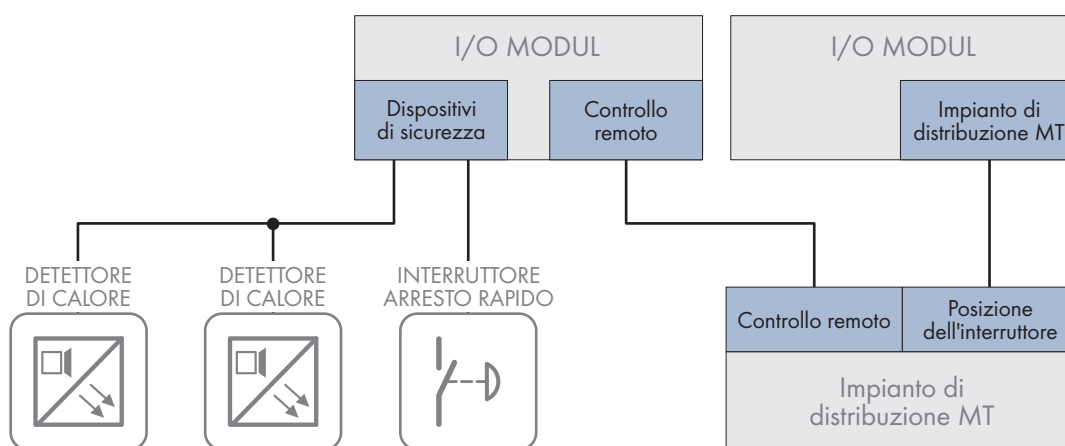 I/O MODUL
I/O MODUL
Dispositivi
di sicurezza
Controllo
remoto
Impianto di
distribuzione MT
DETETTORE
DI CALORE
DETETTORE
DI CALORE
INTERRUTTORE
ARRESTO RAPIDO
Controllo remoto
Posizione
dell'interruttore
Impianto di
distribuzione MT